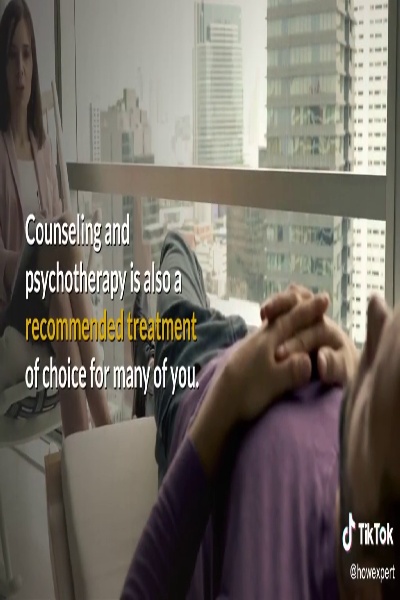 Counseling and
psychotherapy is also a
recommended treatment
of choice for many of you.
TikTok
@howexpert